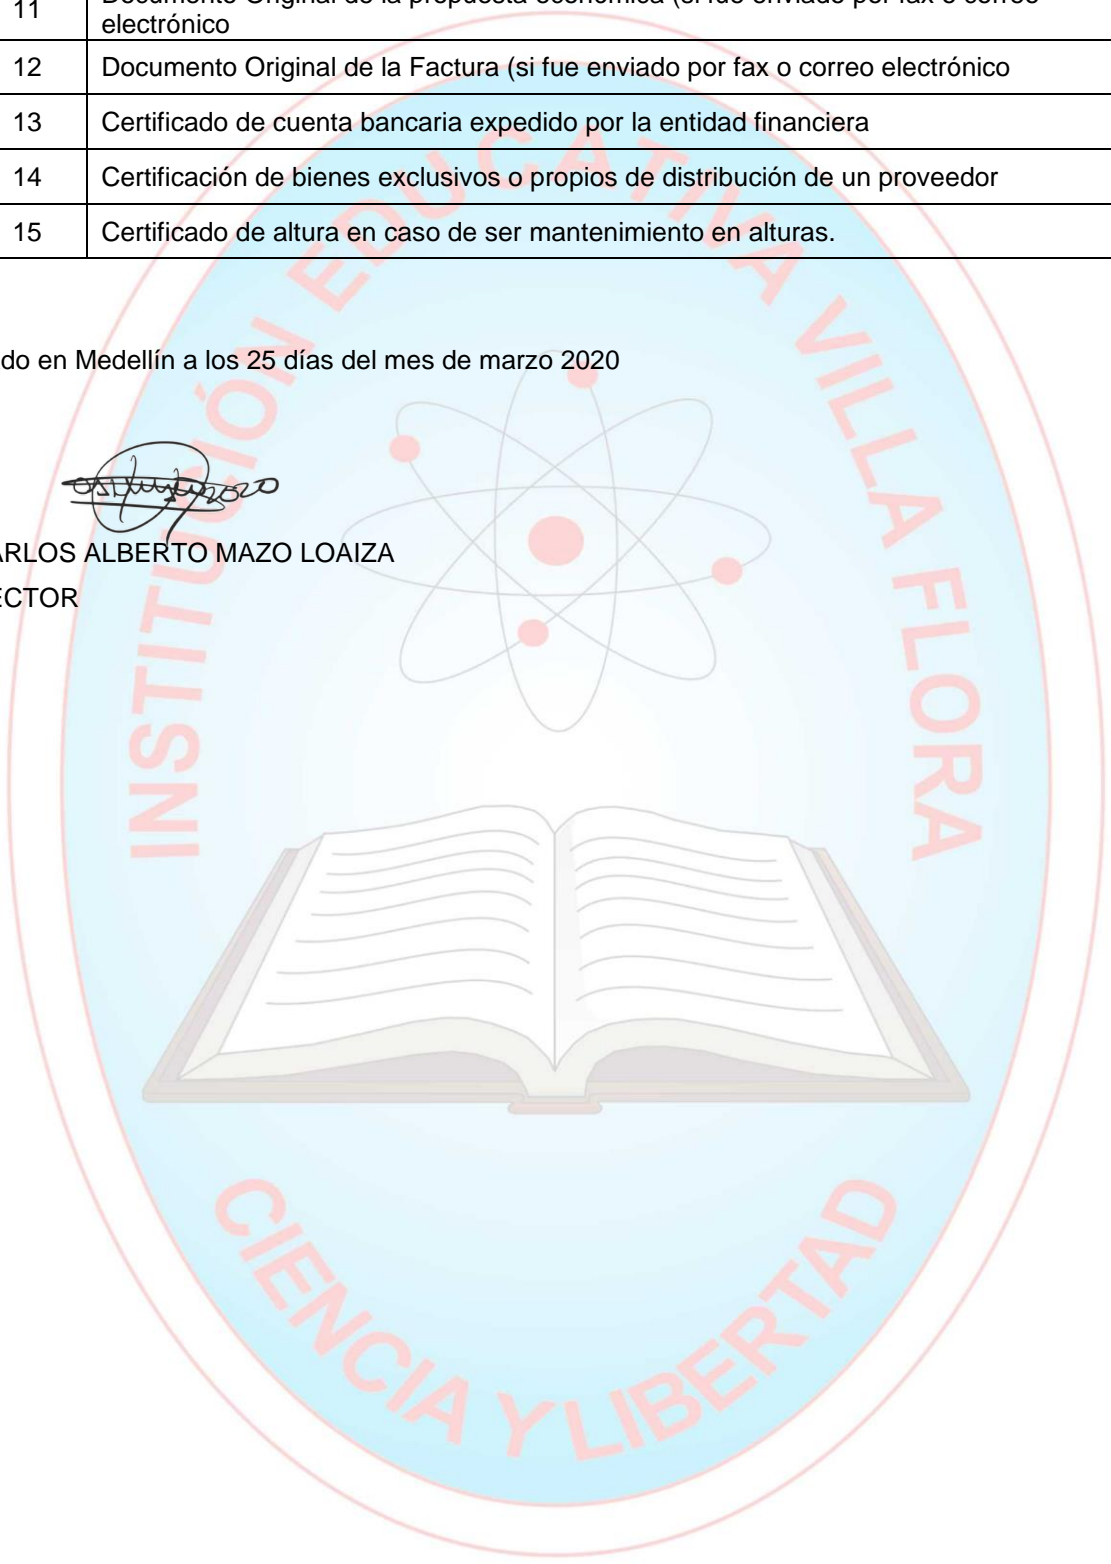 11 Documento Original de la propuesta económica (si fue enviado por fax o correo
electrónico
12 Documento Original de la Factura (si fue enviado por fax o correo electrónico
13 Certificado de cuenta bancaria expedido por la entidad financiera
14 Certificación de bienes exclusivos o propios de distribución de un proveedor
15 Certificado de altura en caso de ser mantenimiento en alturas.
do en Medellín a los 25 días del mes de marzo 2020
ARLOS ALBERTO MAZO LOAIZA
ECTOR
INSTITUCIÓN EDUCATIVA VILLA FLORA
CIENCIA Y LIBERTAD